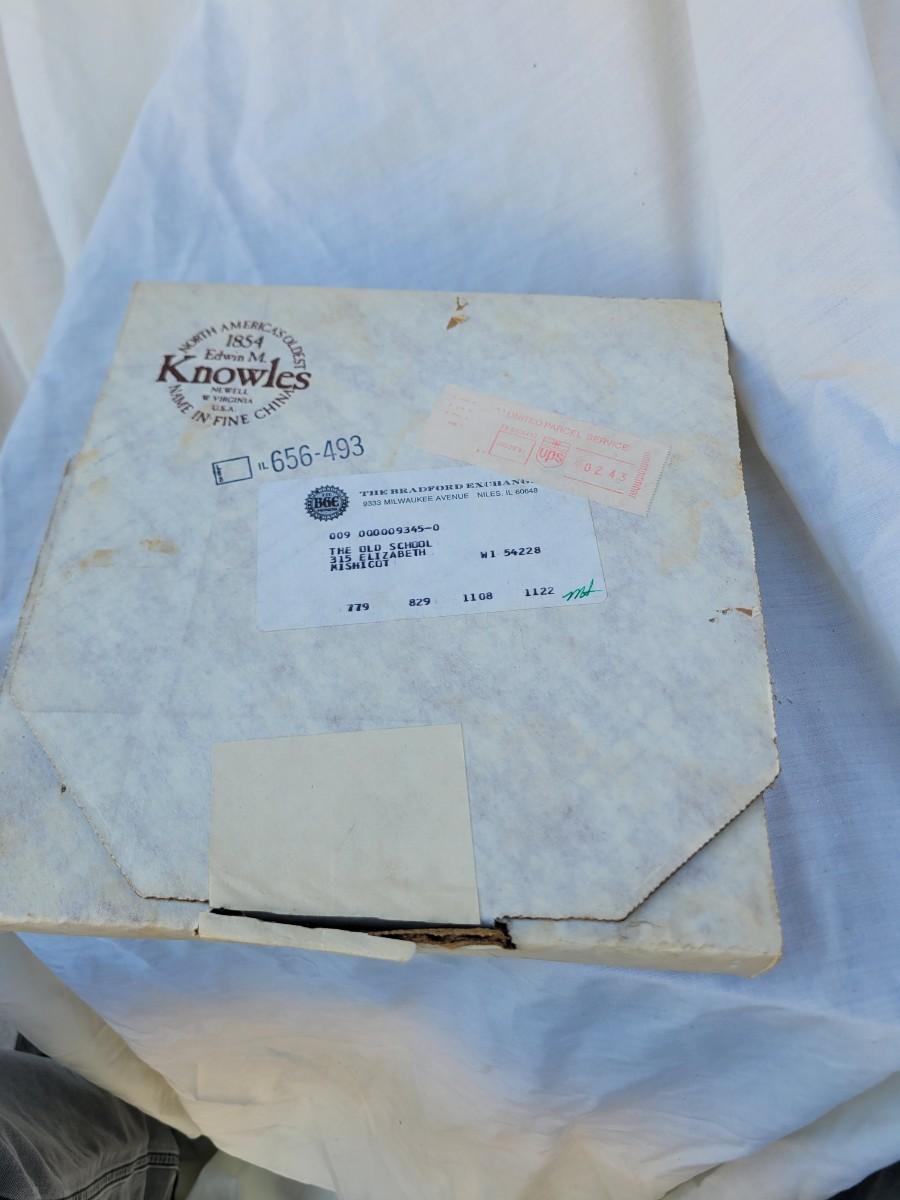 NORTH AMERICA'S OLDEST
1854
Edwin M.
Knowles
NEWELL
W VIRGINIA
U.S.A.
NAME IN FINE CHINA
IL 656-493
UNITED PARCEL SERVICE
ups
0243
B&E
THE BRADFORD EXCHANGE
9333 MILWAUKEE AVENUE NILES, IL 60648
009 000009345-0
THE OLD SCHOOL
315 ELIZABETH
MISHICOT WI 54228
779 829 1108 1122